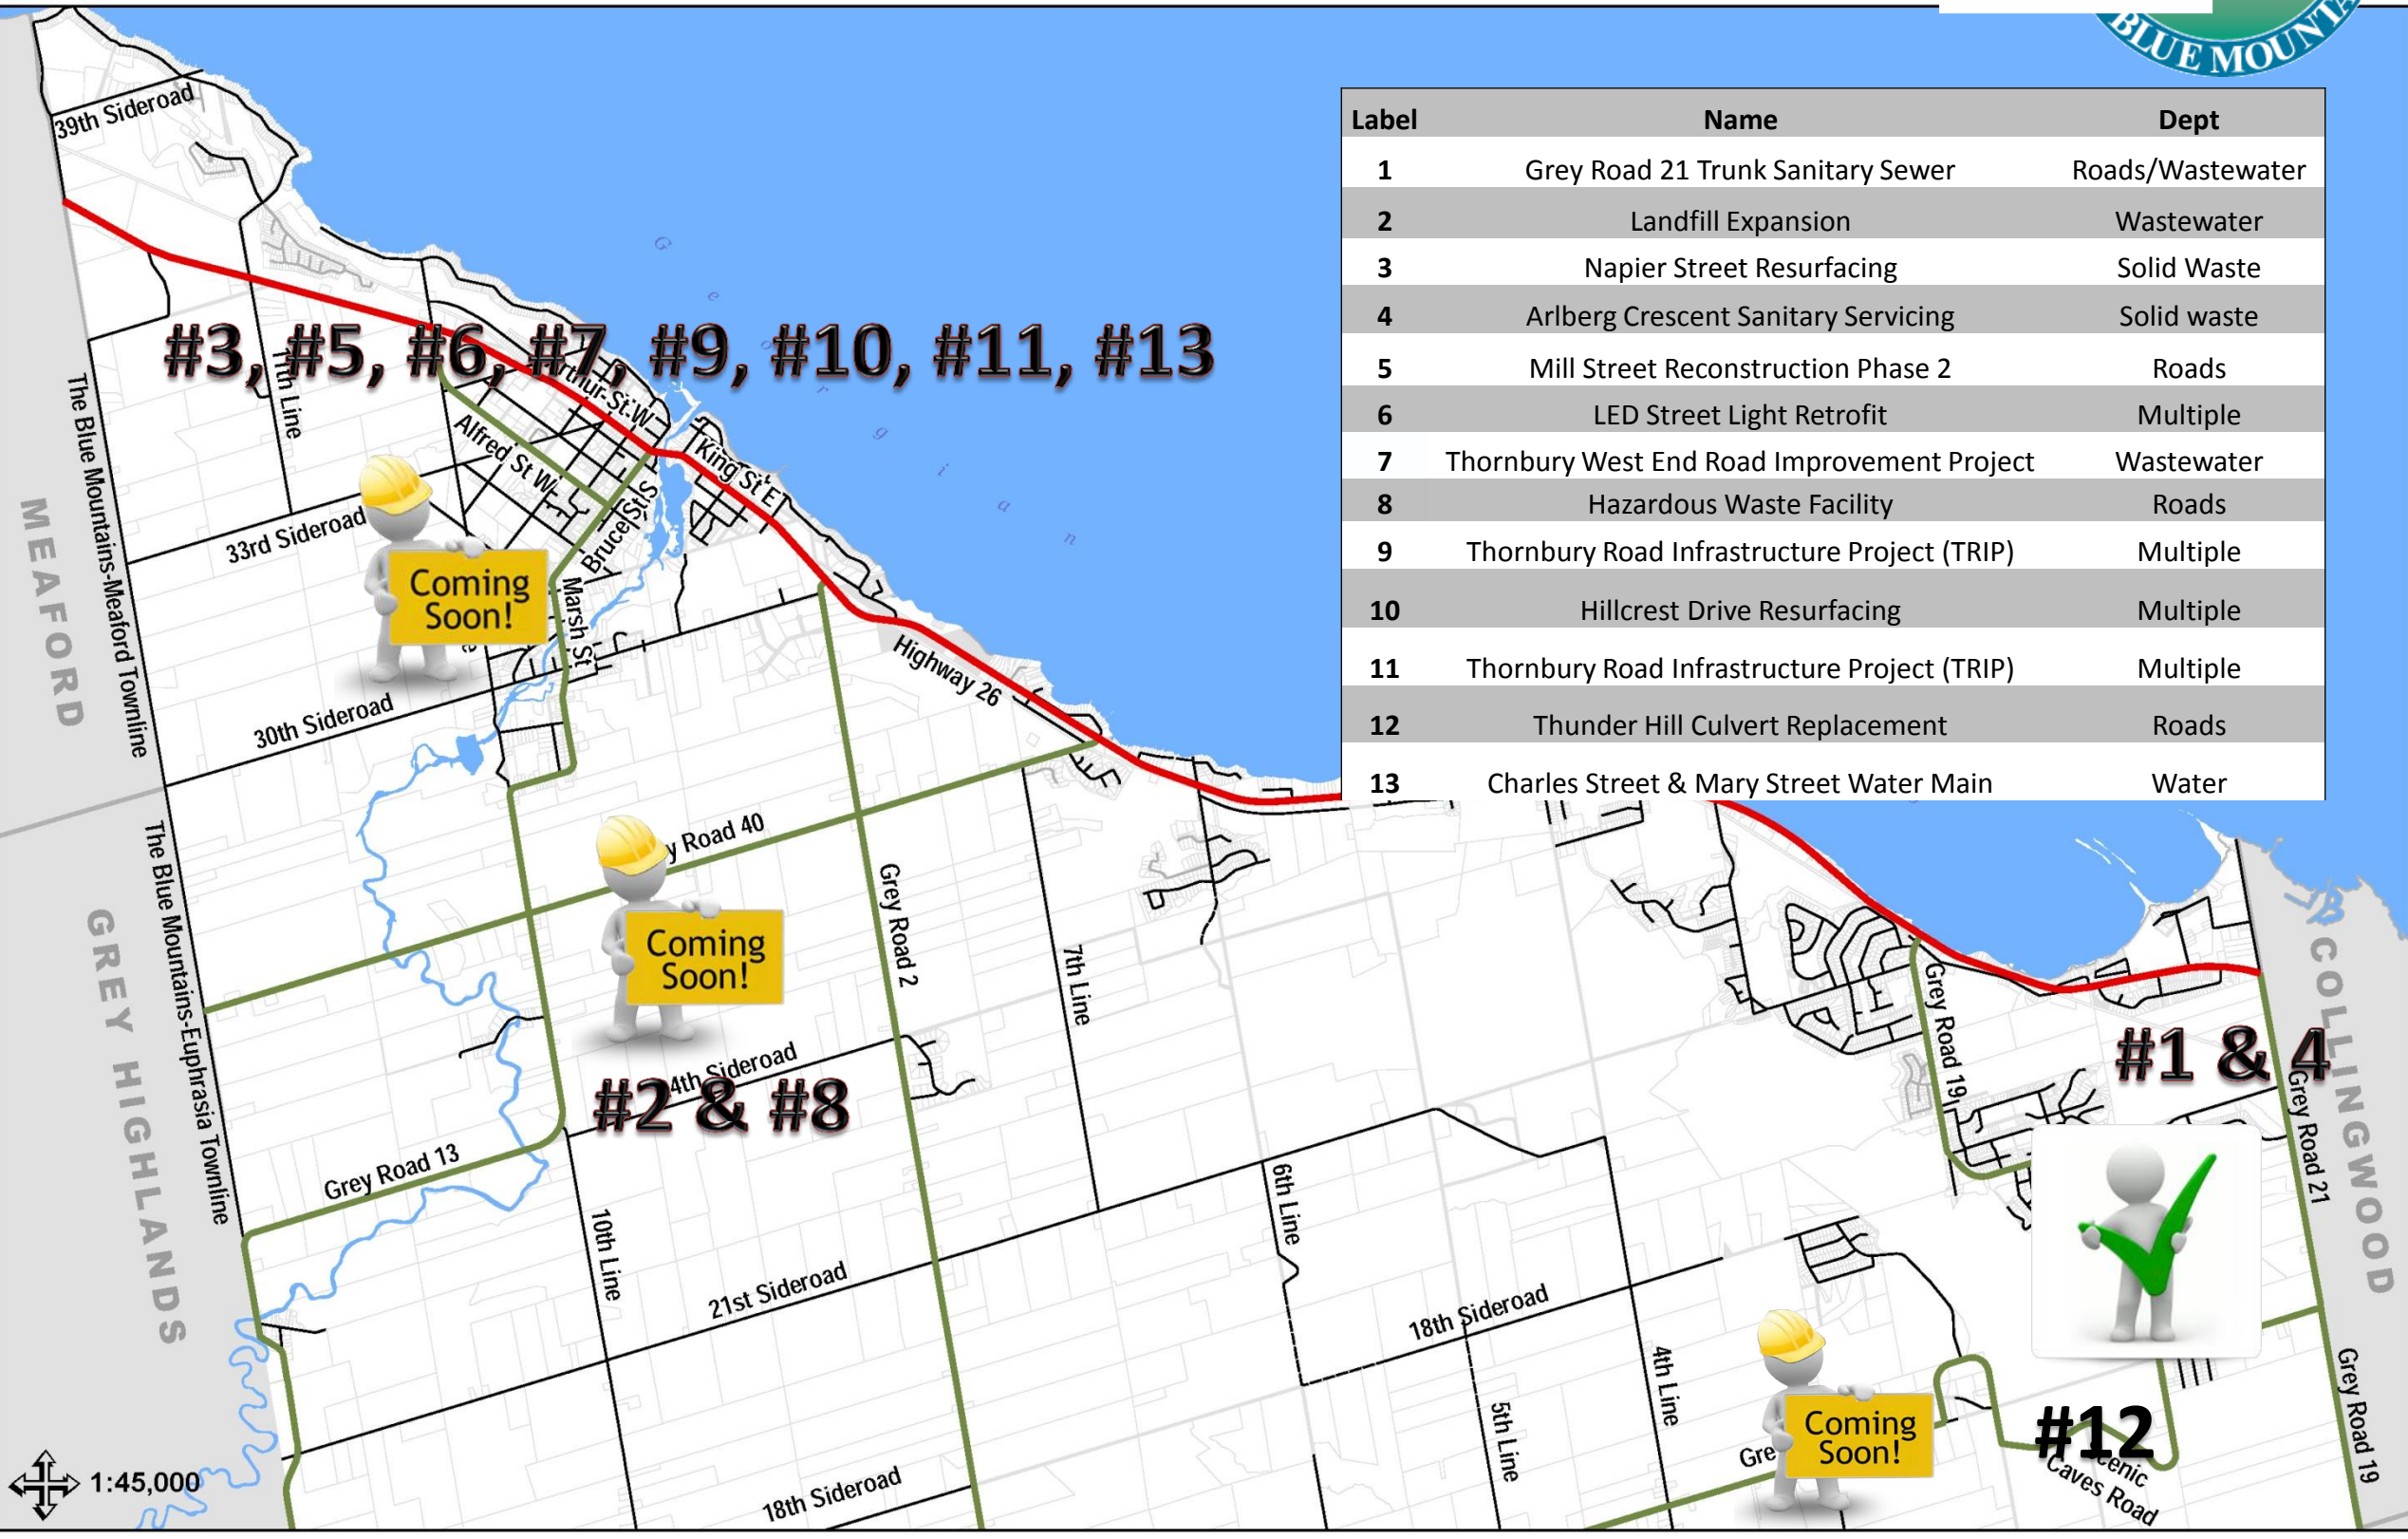 BLUE MOUNTA
Label Name Dept
1 Grey Road 21 Trunk Sanitary Sewer Roads/Wastewater
2 Landfill Expansion Wastewater
3 Napier Street Resurfacing Solid Waste
4 Arlberg Crescent Sanitary Servicing Solid waste
5 Mill Street Reconstruction Phase 2 Roads
6 LED Street Light Retrofit Multiple
7 Thornbury West End Road Improvement Project Wastewater
8 Hazardous Waste Facility Roads
9 Thornbury Road Infrastructure Project (TRIP) Multiple
10 Hillcrest Drive Resurfacing Multiple
11 Thornbury Road Infrastructure Project (TRIP) Multiple
12 Thunder Hill Culvert Replacement Roads
13 Charles Street & Mary Street Water Main Water
39th Sideroad
Georgian
#3, #5, #6, #7, #9, #10, #11, #13
11th Line
Arthur St W
Alfred St W
King St E
Bruce St S
The Blue Mountains-Meaford Townline
MEAFORD
33rd Sideroad
Coming
Soon!
Marsh St
30th Sideroad
Highway 26
y Road 40
The Blue Mountains-Euphrasia Townline
GREY HIGHLANDS
Coming
Soon!
Grey Road 2
7th Line
4th Sideroad
#2 & #8
Grey Road 19
#1 & 4
COLLINGWOOD
Grey Road 21
Grey Road 13
10th Line
21st Sideroad
6th Line
18th Sideroad
4th Line
5th Line
Coming
Soon!
Gre
#12
cenic
Caves Road
Grey Road 19
1:45,000
18th Sideroad